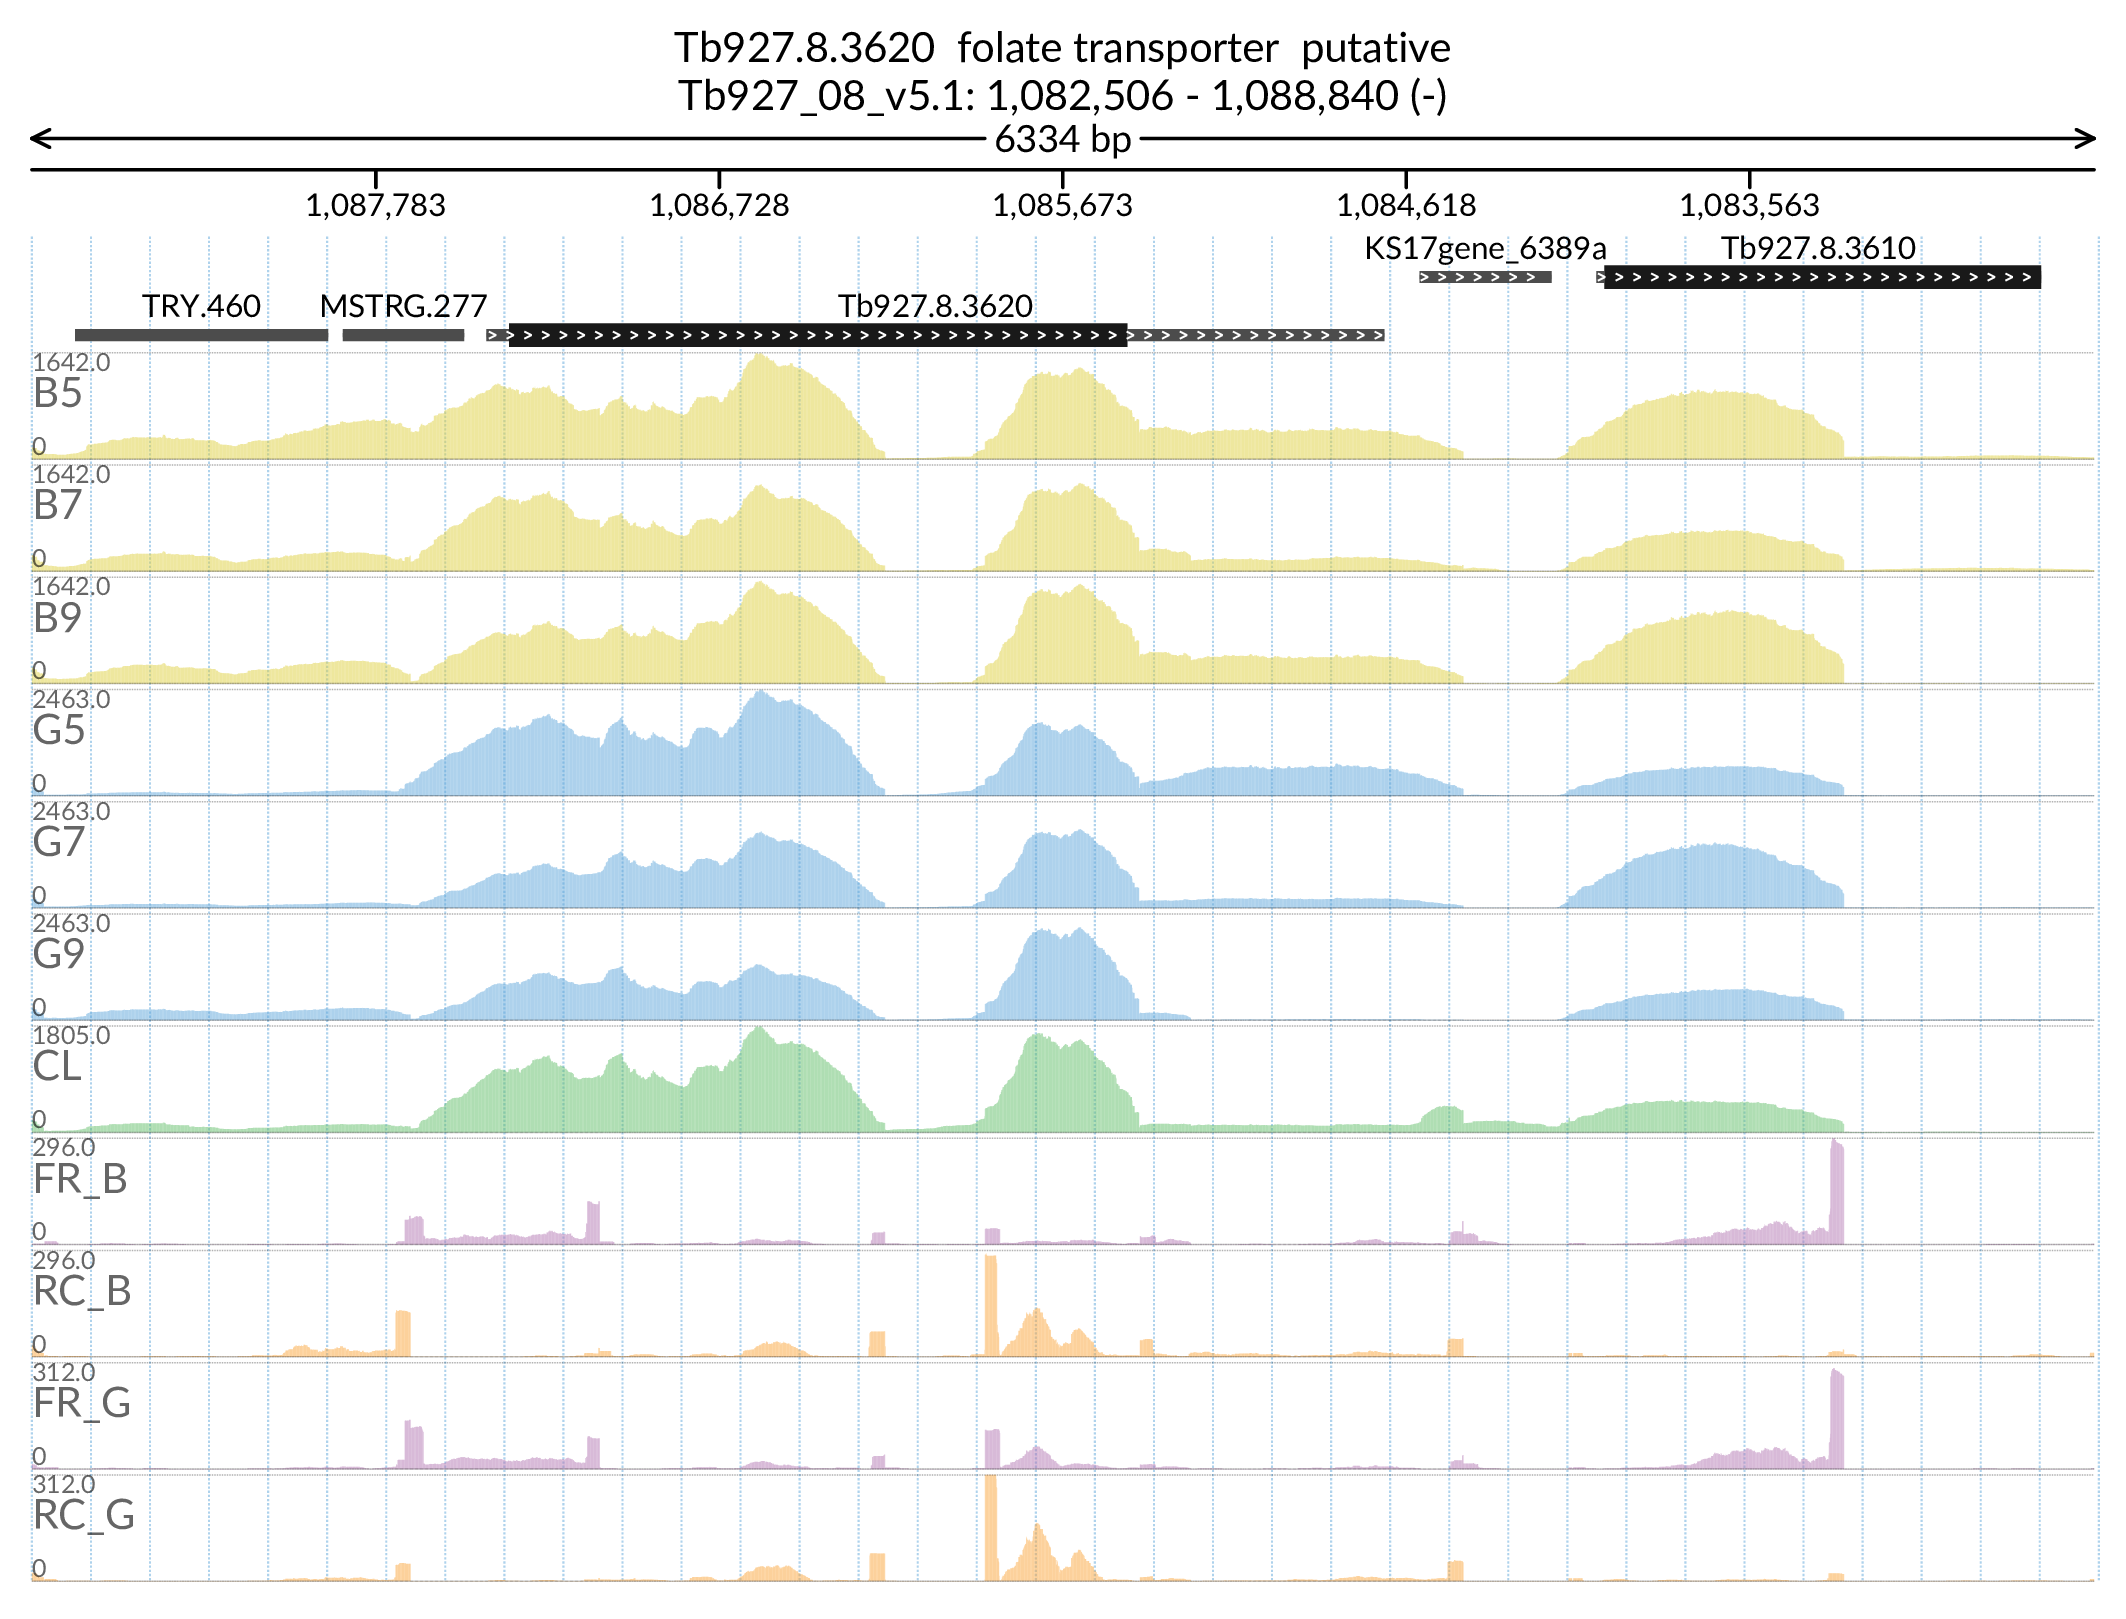 Tb927.8.3620  folate transporter  putative
Tb927_08_v5.1: 1,082,506 - 1,088,840 (-)
6334 bp
1,087,783 1,086,728 1,085,673 1,084,618 1,083,563
KS17gene_6389a Tb927.8.3610
TRY.460 MSTRG.277 Tb927.8.3620
1642.0
B5
0
1642.0
B7
0
1642.0
B9
0
2463.0
G5
0
2463.0
G7
0
2463.0
G9
0
1805.0
CL
0
296.0
FR_B
0
296.0
RC_B
0
312.0
FR_G
0
312.0
RC_G
0